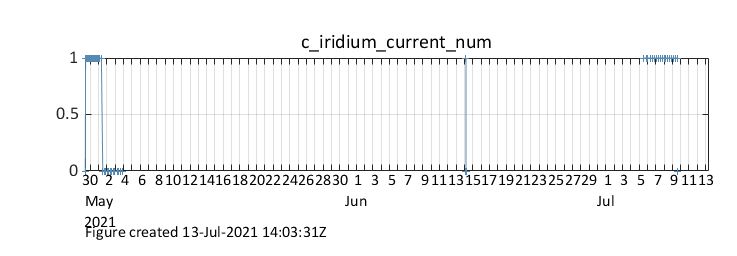 c_iridium_current_num
1
0.5
0
30 2 4 6 8 10 12 14 16 18 20 22 24 26 28 30 1 3 5 7 9 11 13 15 17 19 21 23 25 27 29 1 3 5 7 9 11 13
May Jun Jul
2021
Figure created 13-Jul-2021 14:03:31Z